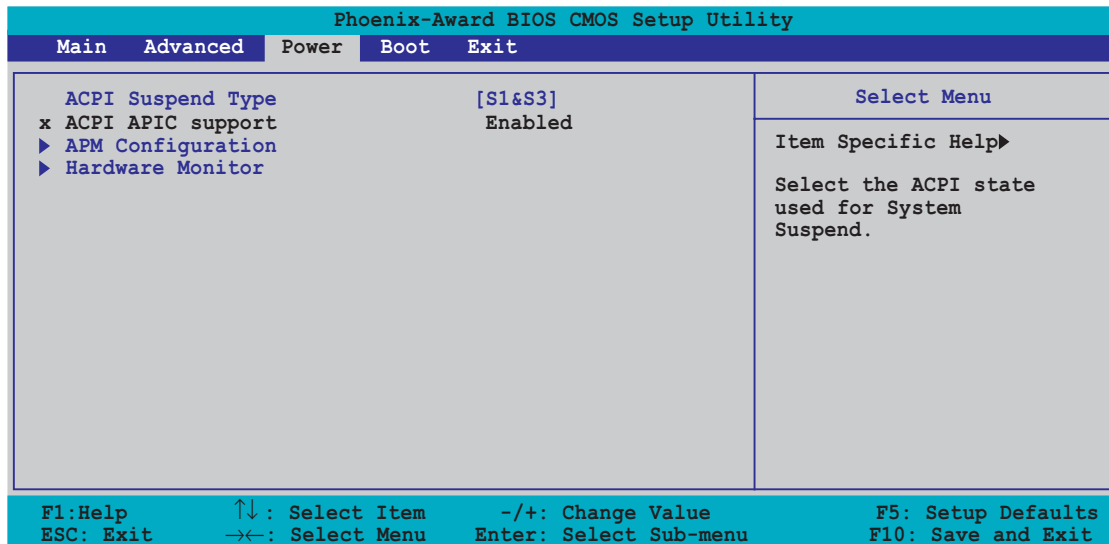 Phoenix-Award BIOS CMOS Setup Utility
Main Advanced Power Boot Exit
ACPI Suspend Type [S1&S3]
x ACPI APIC support Enabled
▶ APM Configuration
▶ Hardware Monitor
Select Menu
Item Specific Help▶
Select the ACPI state
used for System
Suspend.
F1:Help ↑↓: Select Item -/+: Change Value F5: Setup Defaults
ESC: Exit →←: Select Menu Enter: Select Sub-menu F10: Save and Exit